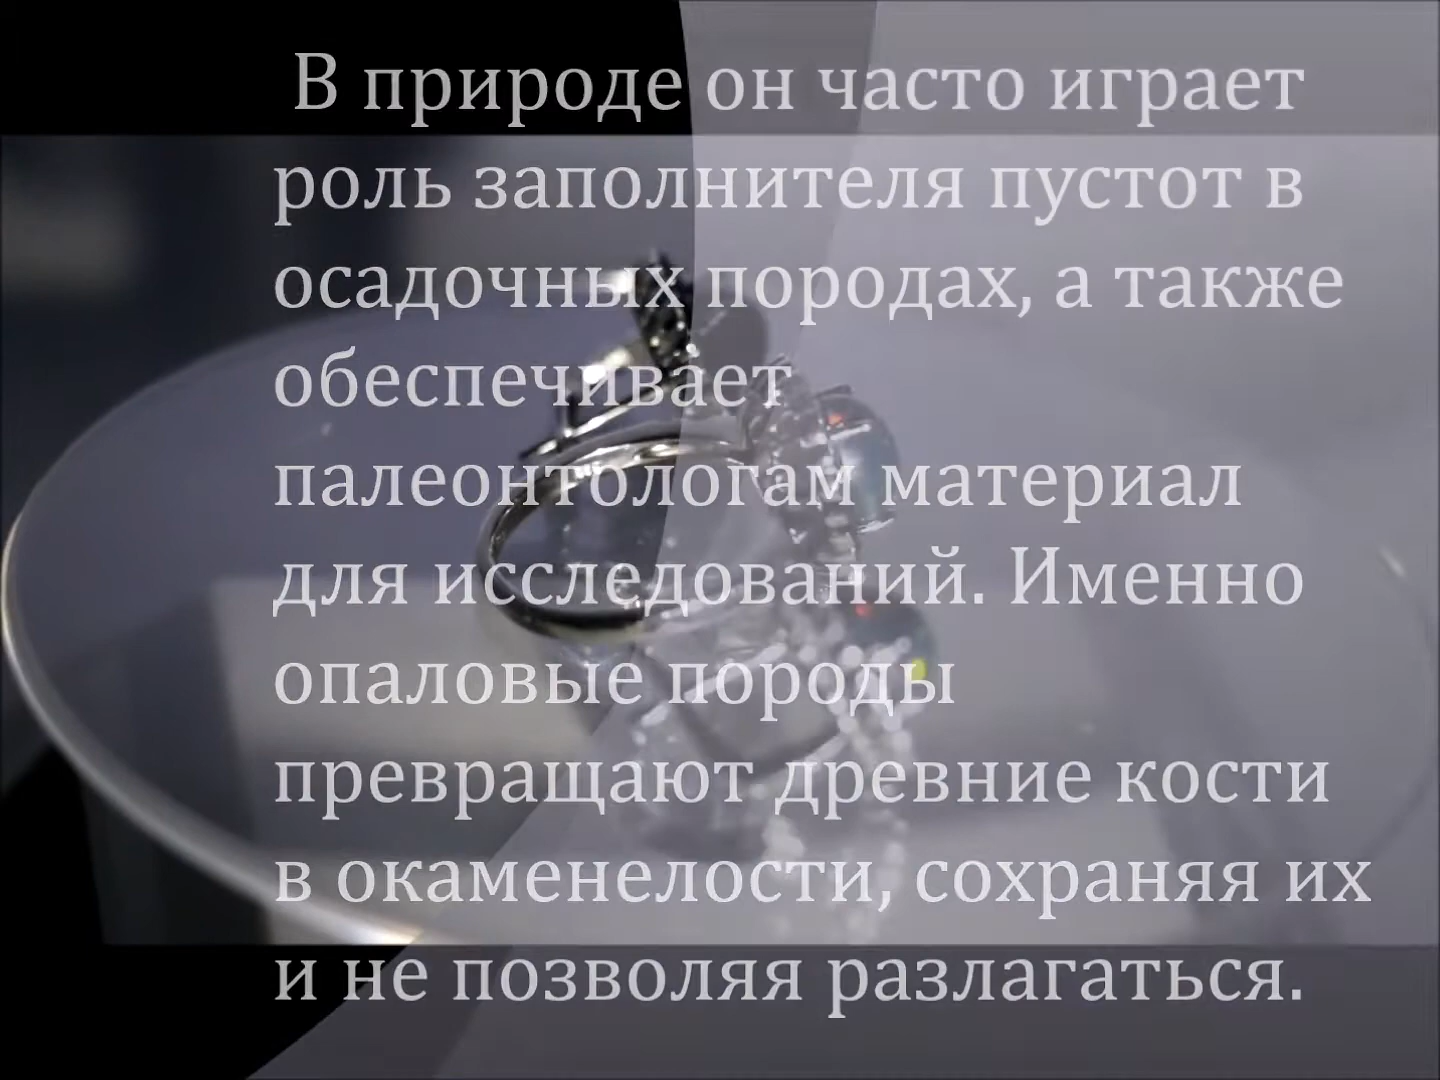 В природе он часто играет
роль заполнителя пустот в
осадочных породах, а также
обеспечивает
палеонтологам материал
для исследований. Именно
опаловые породы
превращают древние кости
в окаменелости, сохраняя их
и не позволяя разлагаться.